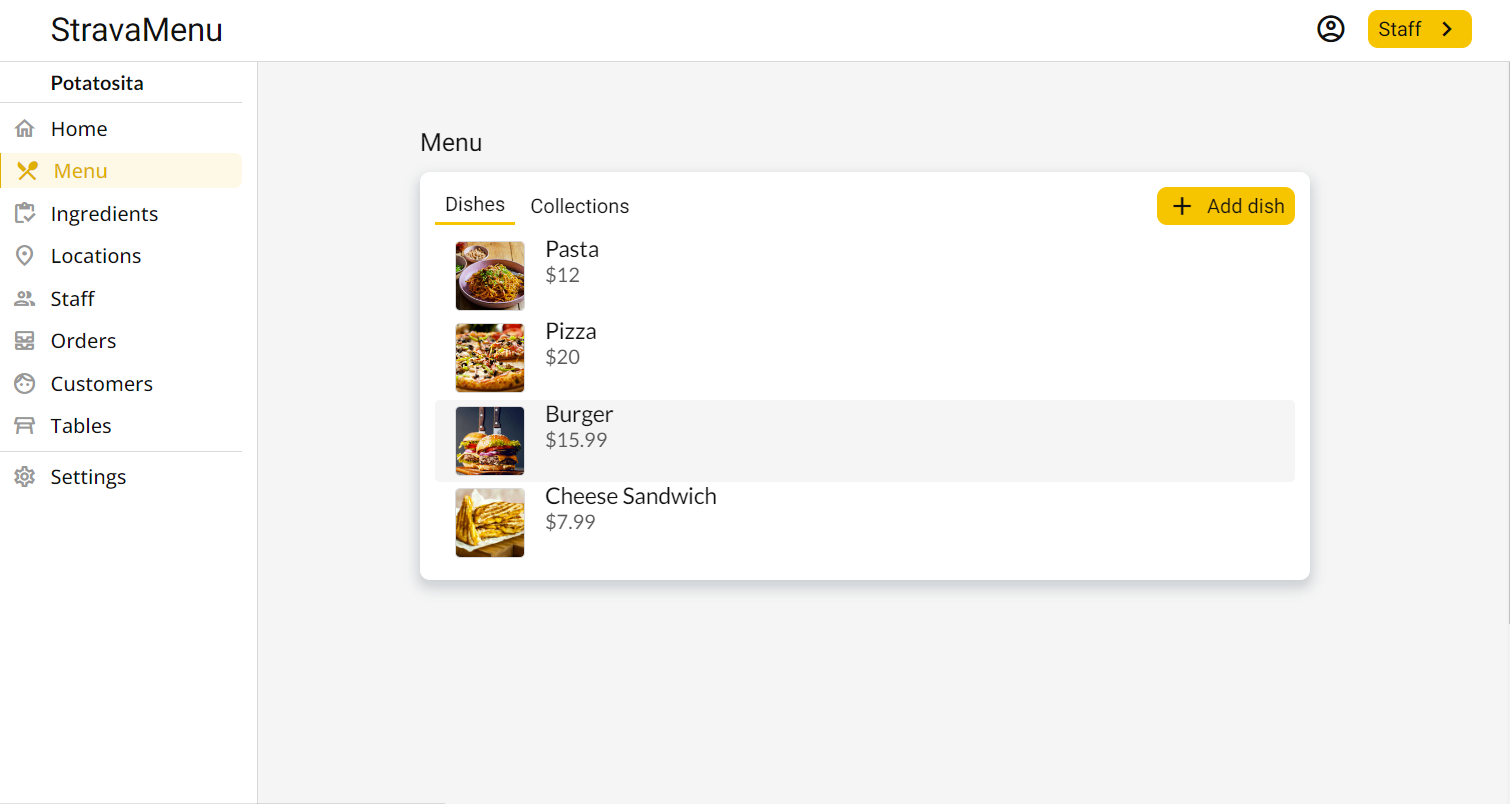 StravaMenu
Staff
Potatosita
Home
Menu
Ingredients
Locations
Staff
Orders
Customers
Tables
Settings
Menu
Dishes Collections
Add dish
Pasta
$12
Pizza
$20
Burger
$15.99
Cheese Sandwich
$7.99